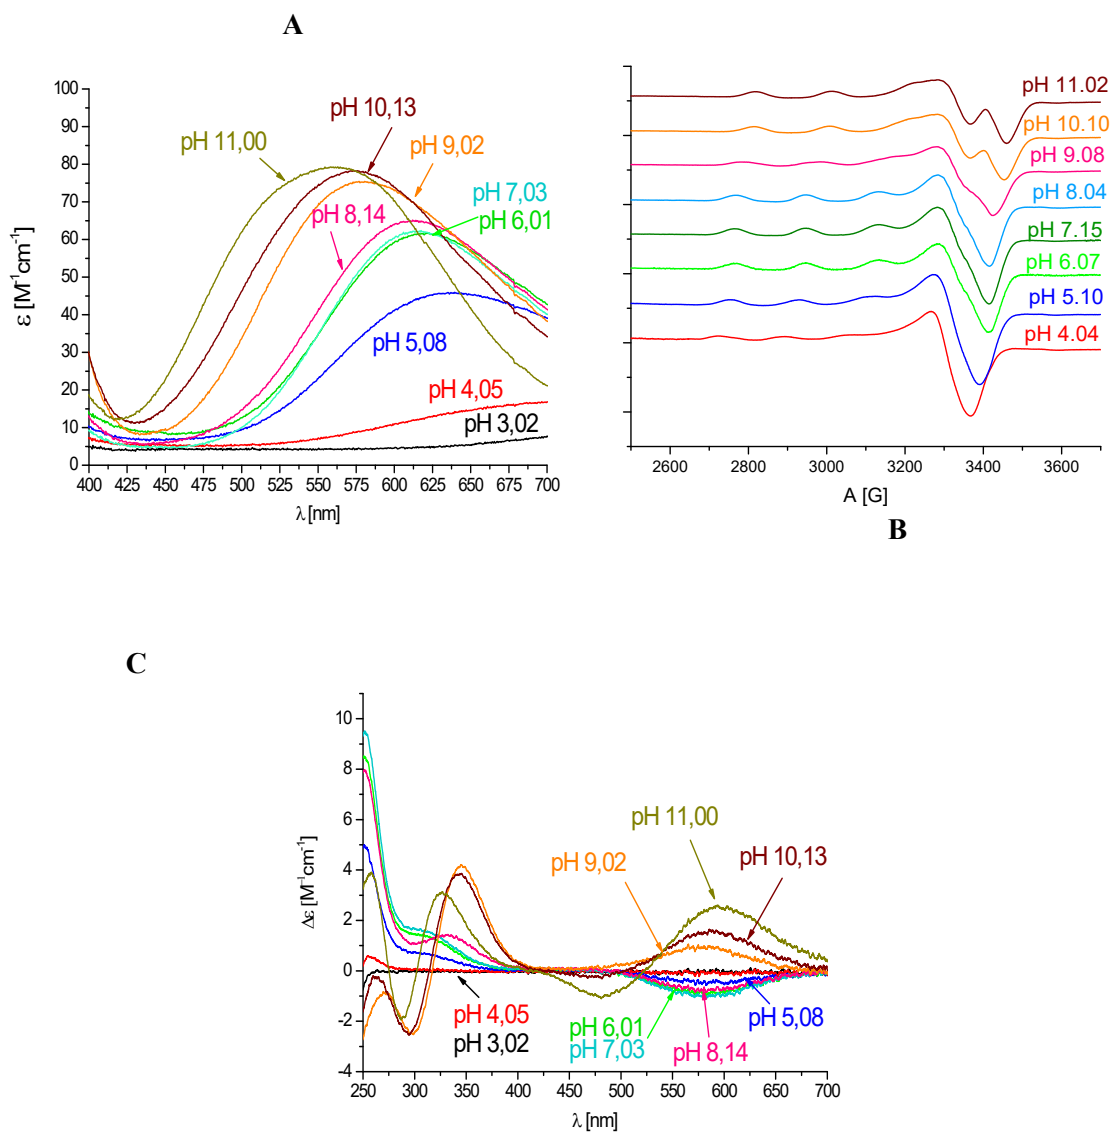 A
100
90
80
70
60
50
40
30
20
10
0
ε [M⁻¹cm⁻¹]
pH 10,13
pH 11,00
pH 9,02
pH 7,03
pH 8,14
pH 6,01
pH 5,08
pH 4,05
pH 3,02
400 425 450 475 500 525 550 575 600 625 650 675 700
λ [nm]
pH 11.02
pH 10.10
pH 9.08
pH 8.04
pH 7.15
pH 6.07
pH 5.10
pH 4.04
2600 2800 3000 3200 3400 3600
A [G]
B
C
10
8
6
4
2
0
-2
-4
Δε [M⁻¹cm⁻¹]
pH 11,00
pH 9,02
pH 10,13
pH 4,05
pH 3,02
pH 6,01
pH 7,03
pH 5,08
pH 8,14
250 300 350 400 450 500 550 600 650 700
λ [nm]